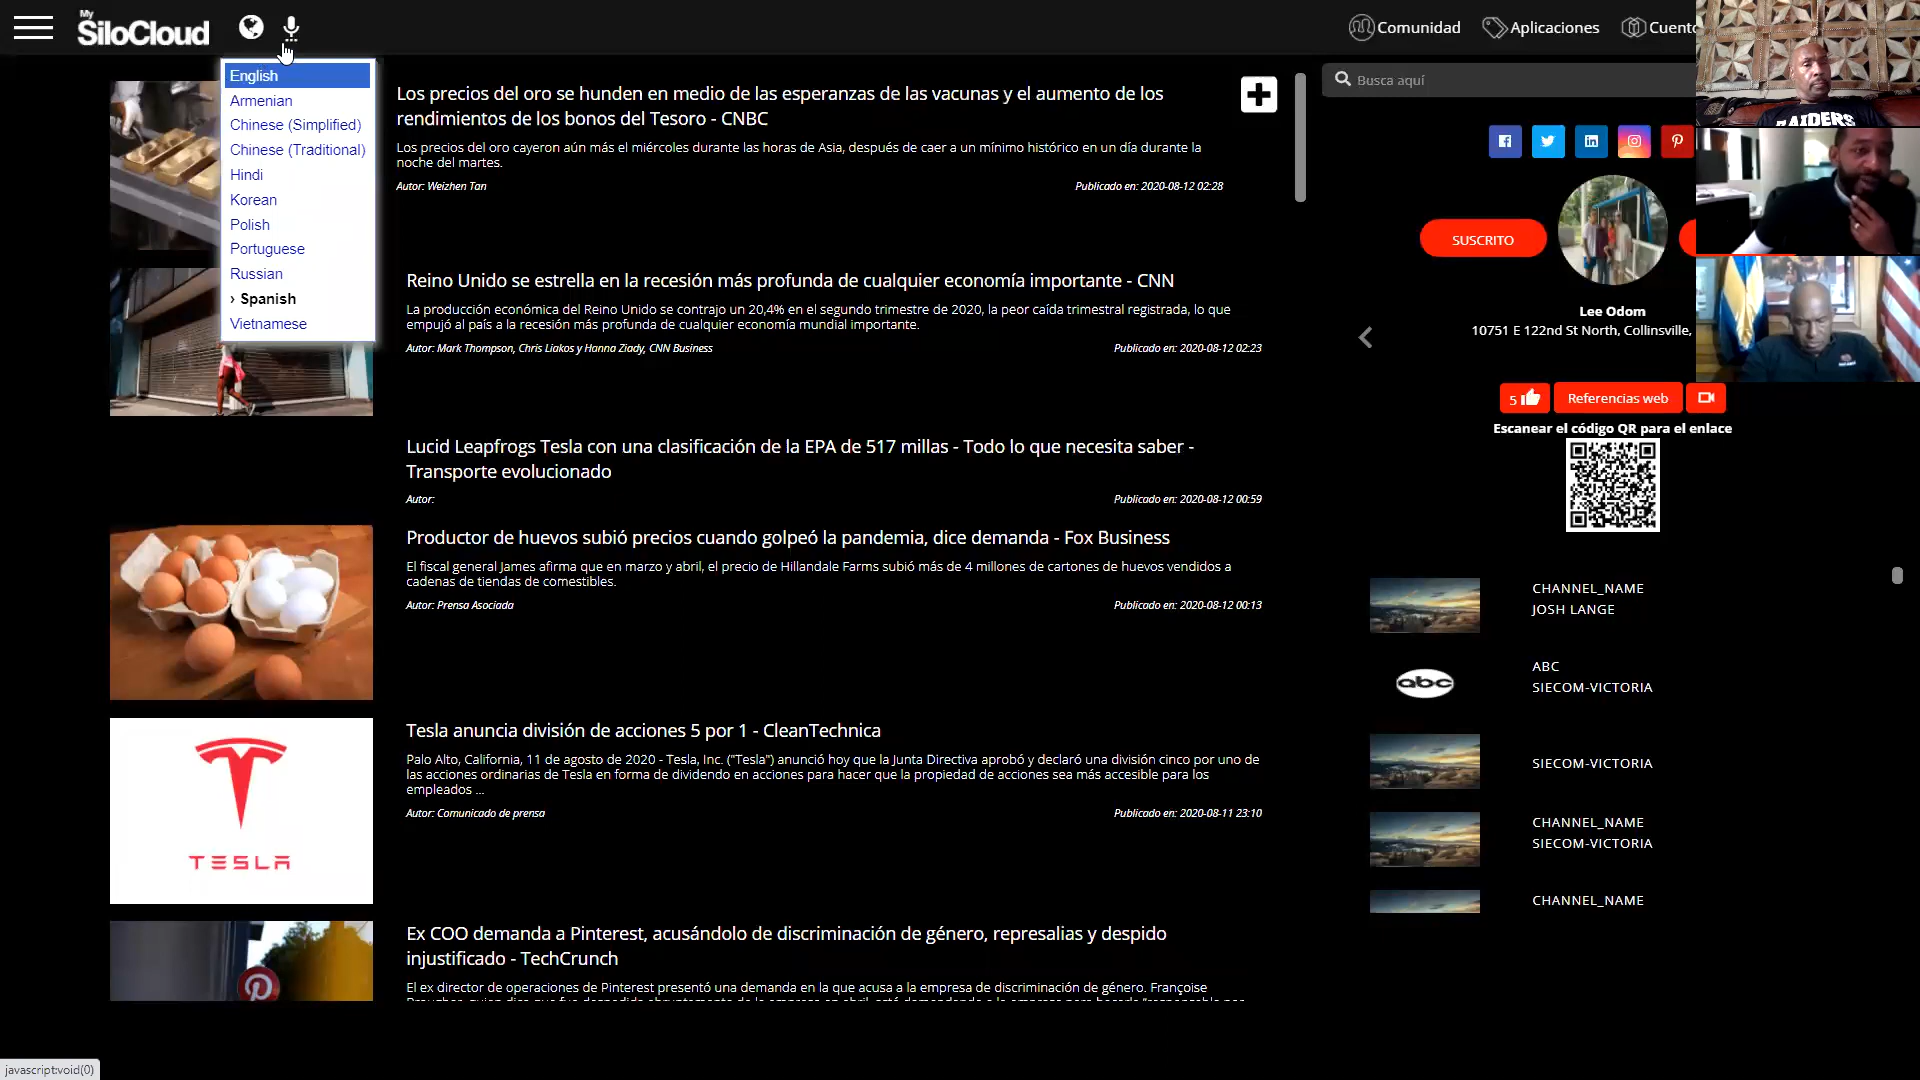 My
SiloCloud
Comunidad
Aplicaciones
English
Armenian
Chinese (Simplified)
Chinese (Traditional)
Hindi
Korean
Polish
Portuguese
Russian
› Spanish
Vietnamese
Los precios del oro se hunden en medio de las esperanzas de las vacunas y el aumento de los
rendimientos de los bonos del Tesoro - CNBC
Los precios del oro cayeron aún más el miércoles durante las horas de Asia, después de caer a un mínimo histórico en un día durante la
noche del martes.
Autor: Weizhen Tan
Publicado en: 2020-08-12 02:28
Reino Unido se estrella en la recesión más profunda de cualquier economía importante - CNN
La producción económica del Reino Unido se contrajo un 20,4% en el segundo trimestre de 2020, la peor caída trimestral registrada, lo que
empujó al país a la recesión más profunda de cualquier economía mundial importante.
Autor: Mark Thompson, Chris Liakos y Hanna Ziady, CNN Business
Publicado en: 2020-08-12 02:23
Lucid Leapfrogs Tesla con una clasificación de la EPA de 517 millas - Todo lo que necesita saber -
Transporte evolucionado
Autor:
Publicado en: 2020-08-12 00:59
Productor de huevos subió precios cuando golpeó la pandemia, dice demanda - Fox Business
El fiscal general James afirma que en marzo y abril, el precio de Hillandale Farms subió más de 4 millones de cartones de huevos vendidos a
cadenas de tiendas de comestibles.
Autor: Prensa Asociada
Publicado en: 2020-08-12 00:13
Tesla anuncia división de acciones 5 por 1 - CleanTechnica
Palo Alto, California, 11 de agosto de 2020 - Tesla, Inc. ("Tesla") anunció hoy que la Junta Directiva aprobó y declaró una división cinco por uno de
las acciones ordinarias de Tesla en forma de dividendo en acciones para hacer que la propiedad de acciones sea más accesible para los
empleados ...
Autor: Comunicado de prensa
Publicado en: 2020-08-11 23:10
TESLA
Ex COO demanda a Pinterest, acusándolo de discriminación de género, represalias y despido
injustificado - TechCrunch
El ex director de operaciones de Pinterest presentó una demanda en la que acusa a la empresa de discriminación de género. Françoise
Busca aquí
SUSCRITO
Lee Odom
10751 E 122nd St North, Collinsville,
5
Referencias web
Escanear el código QR para el enlace
CHANNEL_NAME
JOSH LANGE
abc
ABC
SIECOM-VICTORIA
SIECOM-VICTORIA
CHANNEL_NAME
SIECOM-VICTORIA
CHANNEL_NAME
RAIDERS
javascript:void(0)